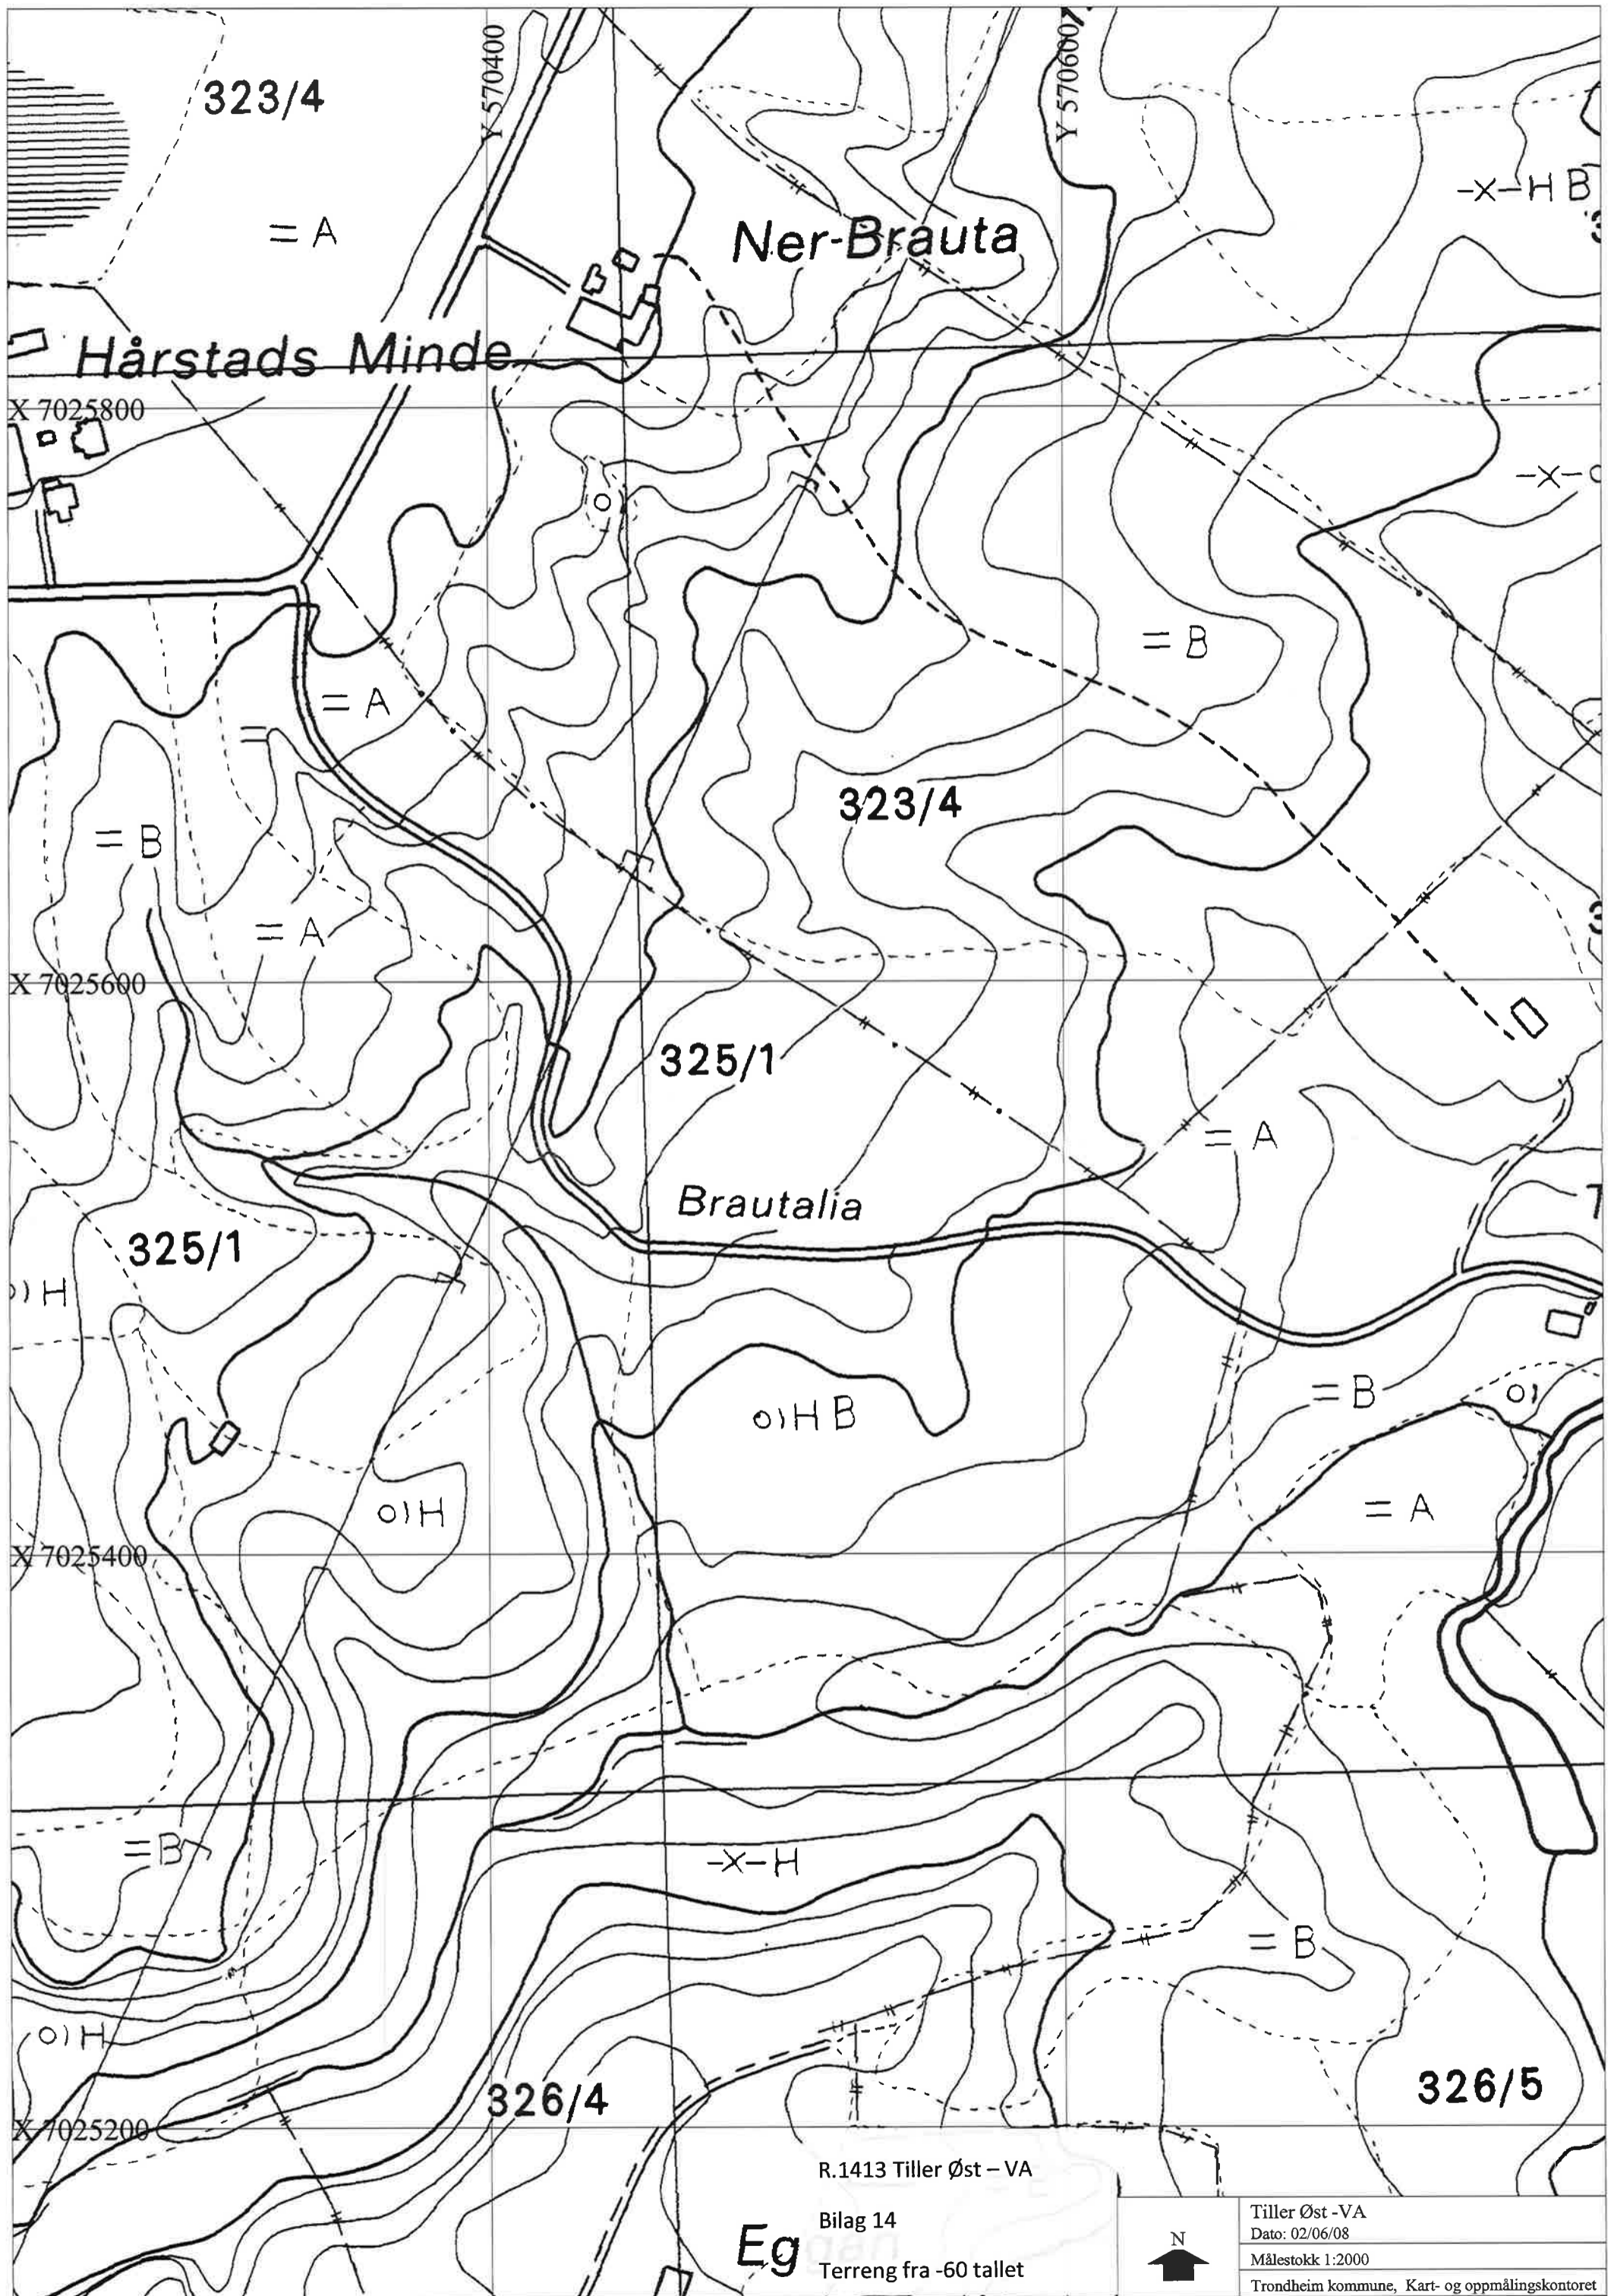 Y 570400
Y 570600
323/4
-X-H B
= A
Ner-Brauta
Hårstads Minde
X 7025800
-X-
= B
= A
=
323/4
= B
= A
X 7025600
325/1
= A
Brautalia
325/1
H
= B
O)
O)H B
O)H
= A
X 7025400
= B
-X-H
= B
O)H
326/4
326/5
X 7025200
R.1413 Tiller Øst – VA
Bilag 14
Eg
Terreng fra -60 tallet
N
Tiller Øst -VA
Dato: 02/06/08
Målestokk 1:2000
Trondheim kommune, Kart- og oppmålingskontoret